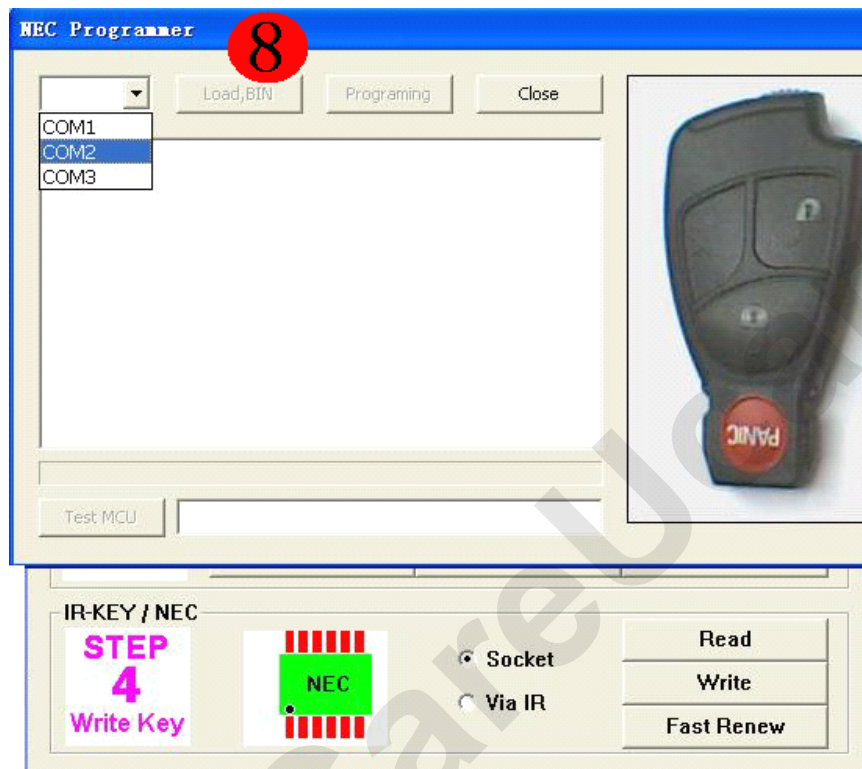 NEC Programmer
8
Load,BIN Programing Close
COM1
COM2
COM3
PANIC
Test MCU
IR-KEY / NEC
STEP
4
Write Key
NEC
Socket
Via IR
Read
Write
Fast Renew